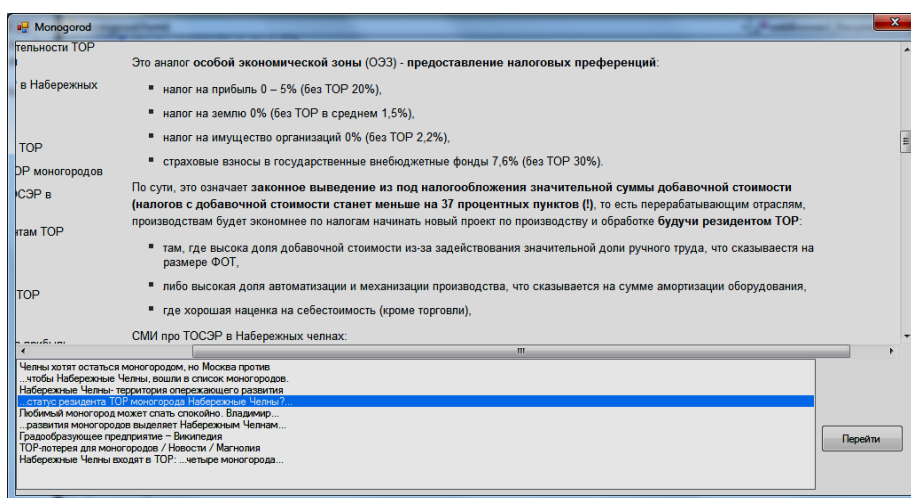 Monogorod
тельности ТОР
Это аналог особой экономической зоны (ОЭЗ) - предоставление налоговых преференций:
в Набережных
налог на прибыль 0 – 5% (без ТОР 20%),
налог на землю 0% (без ТОР в среднем 1,5%),
налог на имущество организаций 0% (без ТОР 2,2%),
ТОР
страховые взносы в государственные внебюджетные фонды 7,6% (без ТОР 30%).
ОР моногородов
По сути, это означает законное выведение из под налогообложения значительной суммы добавочной стоимости
ОСЭР в
(налогов с добавочной стоимости станет меньше на 37 процентных пунктов (!), то есть перерабатывающим отраслям,
производствам будет экономнее по налогам начинать новый проект по производству и обработке будучи резидентом ТОР:
нтам ТОР
там, где высока доля добавочной стоимости из-за задействования значительной доли ручного труда, что сказываестя на
размере ФОТ,
либо высокая доля автоматизации и механизации производства, что сказывается на сумме амортизации оборудования,
ТОР
где хорошая наценка на себестоимость (кроме торговли),
СМИ про ТОСЭР в Набережных челнах:
Челны хотят остаться моногородом, но Москва против
...чтобы Набережные Челны, вошли в список моногородов.
Набережные Челны- территория опережающего развития
...статус резидента ТОР монограда Набережные Челны?...
Любимый моногород может спать спокойно. Владимир...
...развития моногородов выделяет Набережным Челнам...
Градообразующее предприятие – Википедия
ТОР-лотерея для моногородов / Новости / Магнолия
Набережные Челны входят в ТОР: ...четыре моногорода...
Перейти